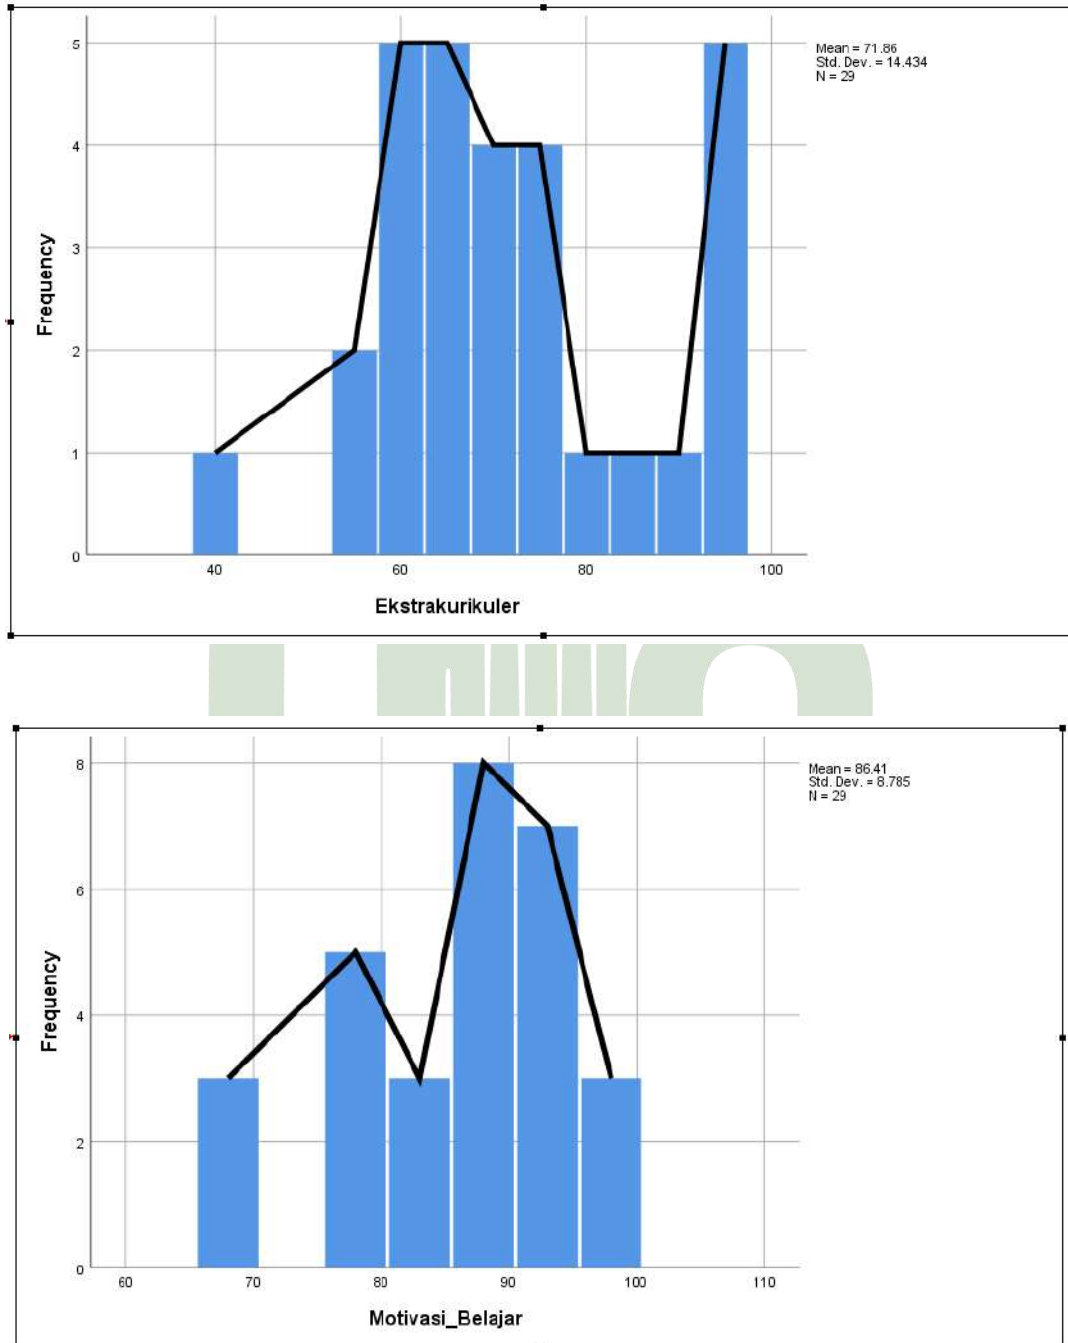 Mean = 71.86
Std. Dev. = 14.434
N = 29
5
4
3
2
1
0
Frequency
40 60 80 100
Ekstrakurikuler
Mean = 86.41
Std. Dev. = 8.785
N = 29
8
6
4
2
0
Frequency
60 70 80 90 100 110
Motivasi_Belajar